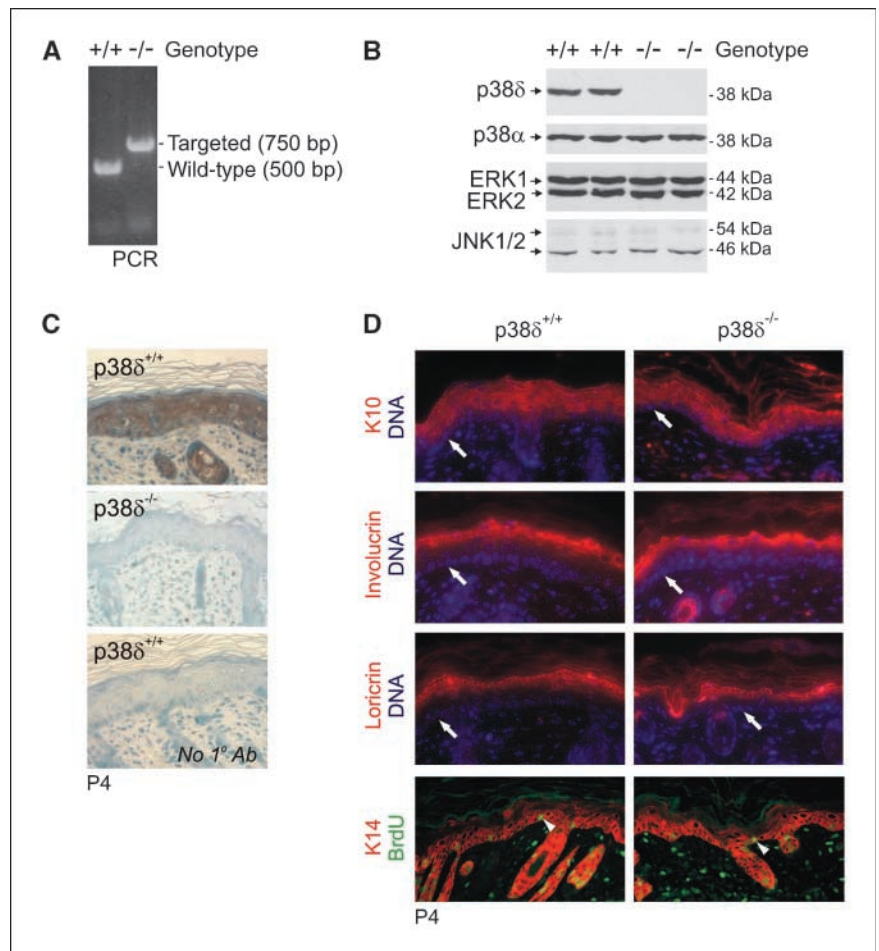 A
+/+ -/- Genotype
Targeted (750 bp)
Wild-type (500 bp)
PCR
B
+/+ +/+ -/- -/- Genotype
p38δ
38 kDa
p38α
38 kDa
ERK1
44 kDa
ERK2
42 kDa
JNK1/2
54 kDa
46 kDa
C
p38δ+/+
p38δ-/-
p38δ+/+
No 1° Ab
P4
D
p38δ+/+ p38δ-/-
K10
DNA
Involucrin
DNA
Loricrin
DNA
K14
BrdU
P4